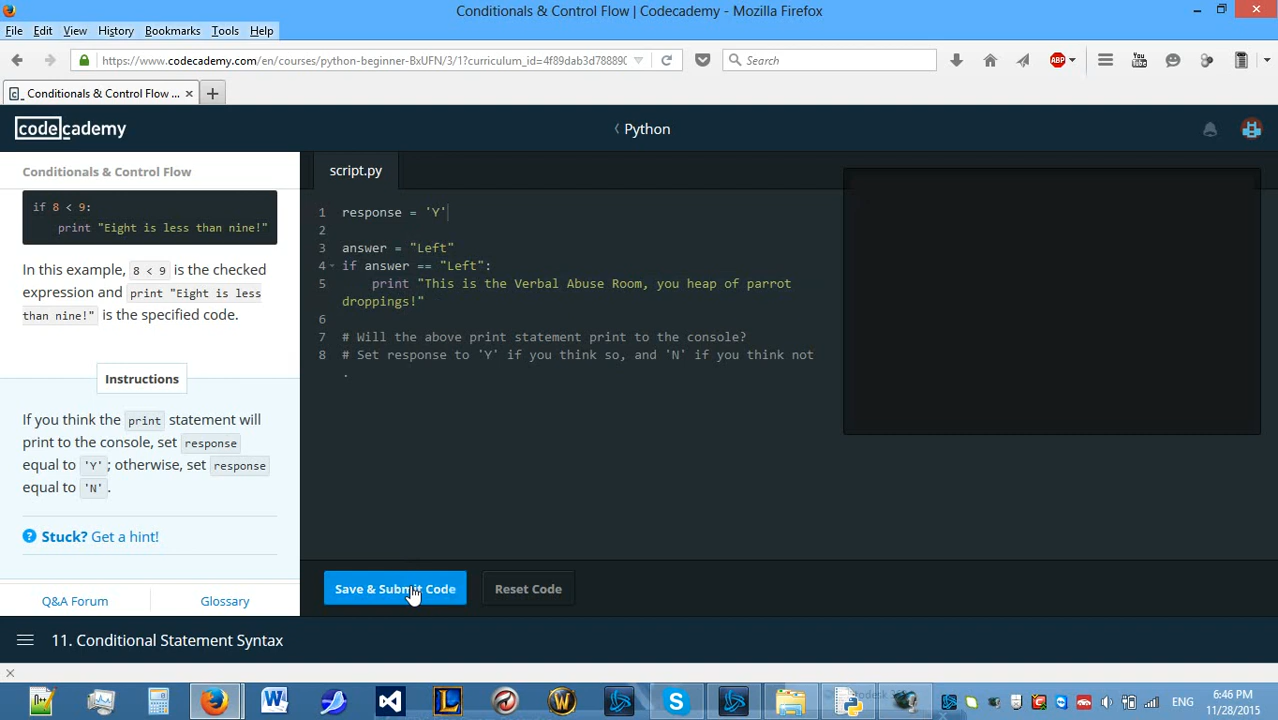 Conditionals & Control Flow | Codecademy - Mozilla Firefox
File Edit View History Bookmarks Tools Help
https://www.codecademy.com/en/courses/python-beginner-BxUFN/3/1?curriculum_id=4f89dab3d788890
Search
ABP
You Tube
C_ Conditionals & Control Flow ...
codecademy
Python
Conditionals & Control Flow
script.py
if 8 < 9:
print "Eight is less than nine!"
In this example, 8 < 9 is the checked
expression and print "Eight is less
than nine!" is the specified code.
Instructions
If you think the print statement will
print to the console, set response
equal to 'Y'; otherwise, set response
equal to 'N'.
Stuck? Get a hint!
Q&A Forum Glossary
1 response = 'Y'
2
3 answer = "Left"
4 if answer == "Left":
5 print "This is the Verbal Abuse Room, you heap of parrot
droppings!"
6
7 # Will the above print statement print to the console?
8 # Set response to 'Y' if you think so, and 'N' if you think not
.
Save & Submit Code Reset Code
11. Conditional Statement Syntax
ENG
6:46 PM
11/28/2015